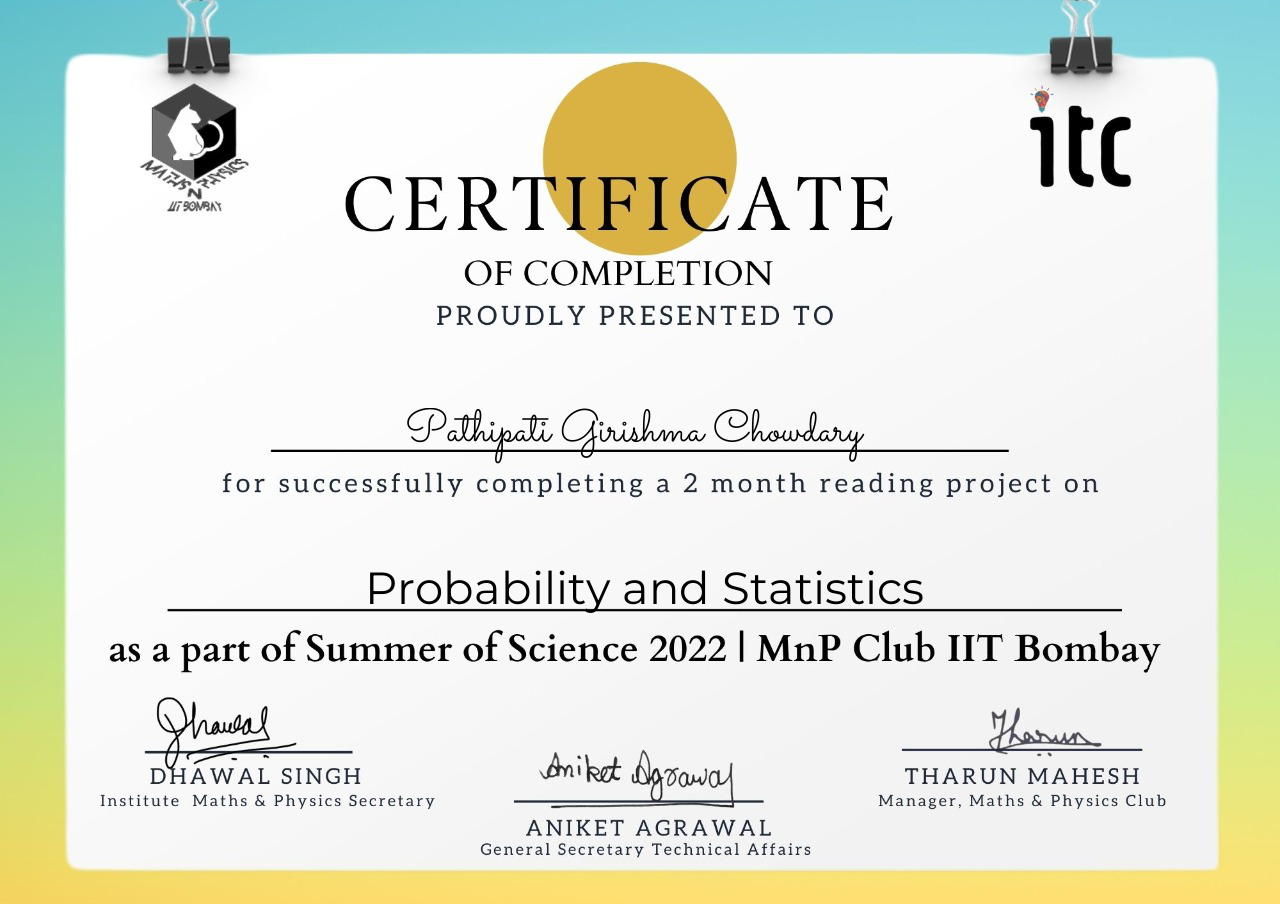 MATHS N PHYSICS
IIT BOMBAY
itc
CERTIFICATE
OF COMPLETION
PROUDLY PRESENTED TO
Pathipati Girishma Chowdary
for successfully completing a 2 month reading project on
Probability and Statistics
as a part of Summer of Science 2022 | MnP Club IIT Bombay
Dhawal
DHAWAL SINGH
Institute Maths & Physics Secretary
Aniket Agrawal
ANIKET AGRAWAL
General Secretary Technical Affairs
Tharun
THARUN MAHESH
Manager, Maths & Physics Club